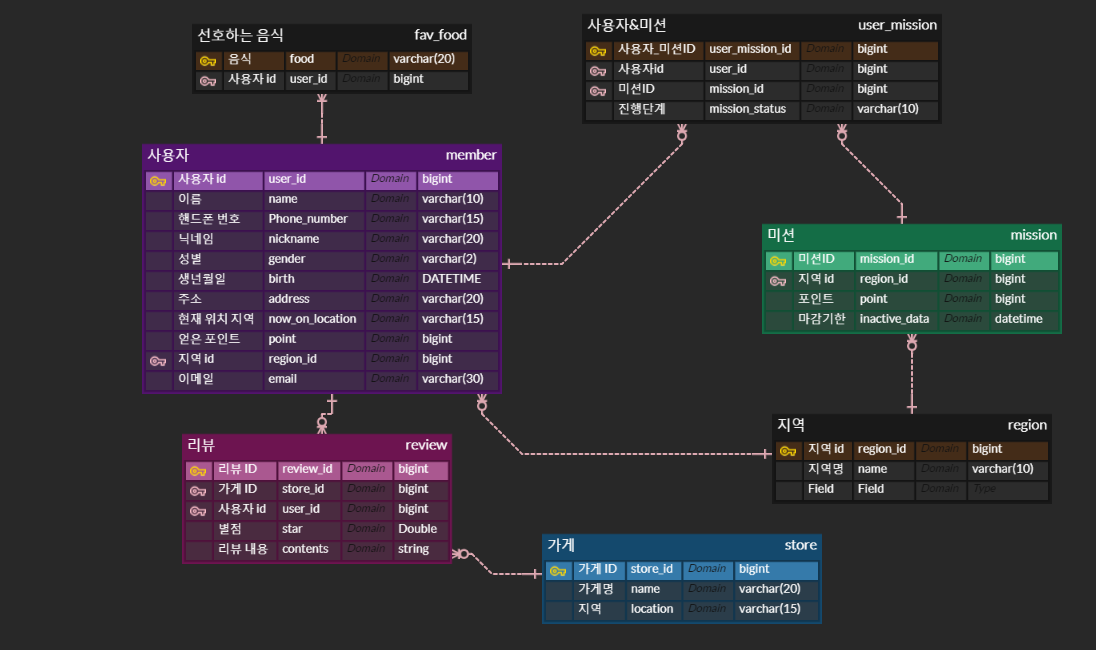 선호하는 음식 fav_food
음식 food Domain varchar(20)
사용자 id user_id Domain bigint
사용자&미션 user_mission
사용자_미션ID user_mission_id Domain bigint
사용자id user_id Domain bigint
미션ID mission_id Domain bigint
진행단계 mission_status Domain varchar(10)
사용자 member
사용자 id user_id Domain bigint
이름 name Domain varchar(10)
핸드폰 번호 Phone_number Domain varchar(15)
닉네임 nickname Domain varchar(20)
성별 gender Domain varchar(2)
생년월일 birth Domain DATETIME
주소 address Domain varchar(20)
현재 위치 지역 now_on_location Domain varchar(15)
얻은 포인트 point Domain bigint
지역 id region_id Domain bigint
이메일 email Domain varchar(30)
미션 mission
미션ID mission_id Domain bigint
지역 id region_id Domain bigint
포인트 point Domain bigint
마감기한 inactive_data Domain datetime
지역 region
지역 id region_id Domain bigint
지역명 name Domain varchar(10)
Field Field Domain Type
리뷰 review
리뷰 ID review_id Domain bigint
가게 ID store_id Domain bigint
사용자 id user_id Domain bigint
별점 star Domain Double
리뷰 내용 contents Domain string
가게 store
가게 ID store_id Domain bigint
가게명 name Domain varchar(20)
지역 location Domain varchar(15)